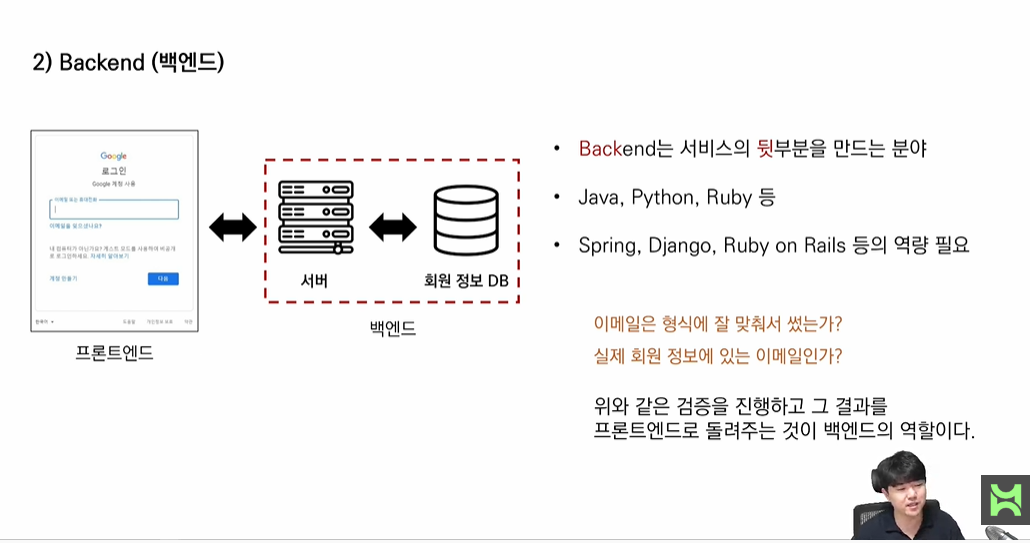 2) Backend (백엔드)
Google
로그인
Google 계정 사용
이메일 또는 휴대전화
이메일을 잊으셨나요?
내 컴퓨터가 아닌가요? 게스트 모드를 사용하여 비공개
로 로그인하세요. 자세히 알아보기
계정 만들기
다음
한국어
도움말 개인정보 보호 약관
프론트엔드
서버
회원 정보 DB
백엔드
• Backend는 서비스의 뒷부분을 만드는 분야
• Java, Python, Ruby 등
• Spring, Django, Ruby on Rails 등의 역량 필요
이메일은 형식에 잘 맞춰서 썼는가?
실제 회원 정보에 있는 이메일인가?
위와 같은 검증을 진행하고 그 결과를
프론트엔드로 돌려주는 것이 백엔드의 역할이다.